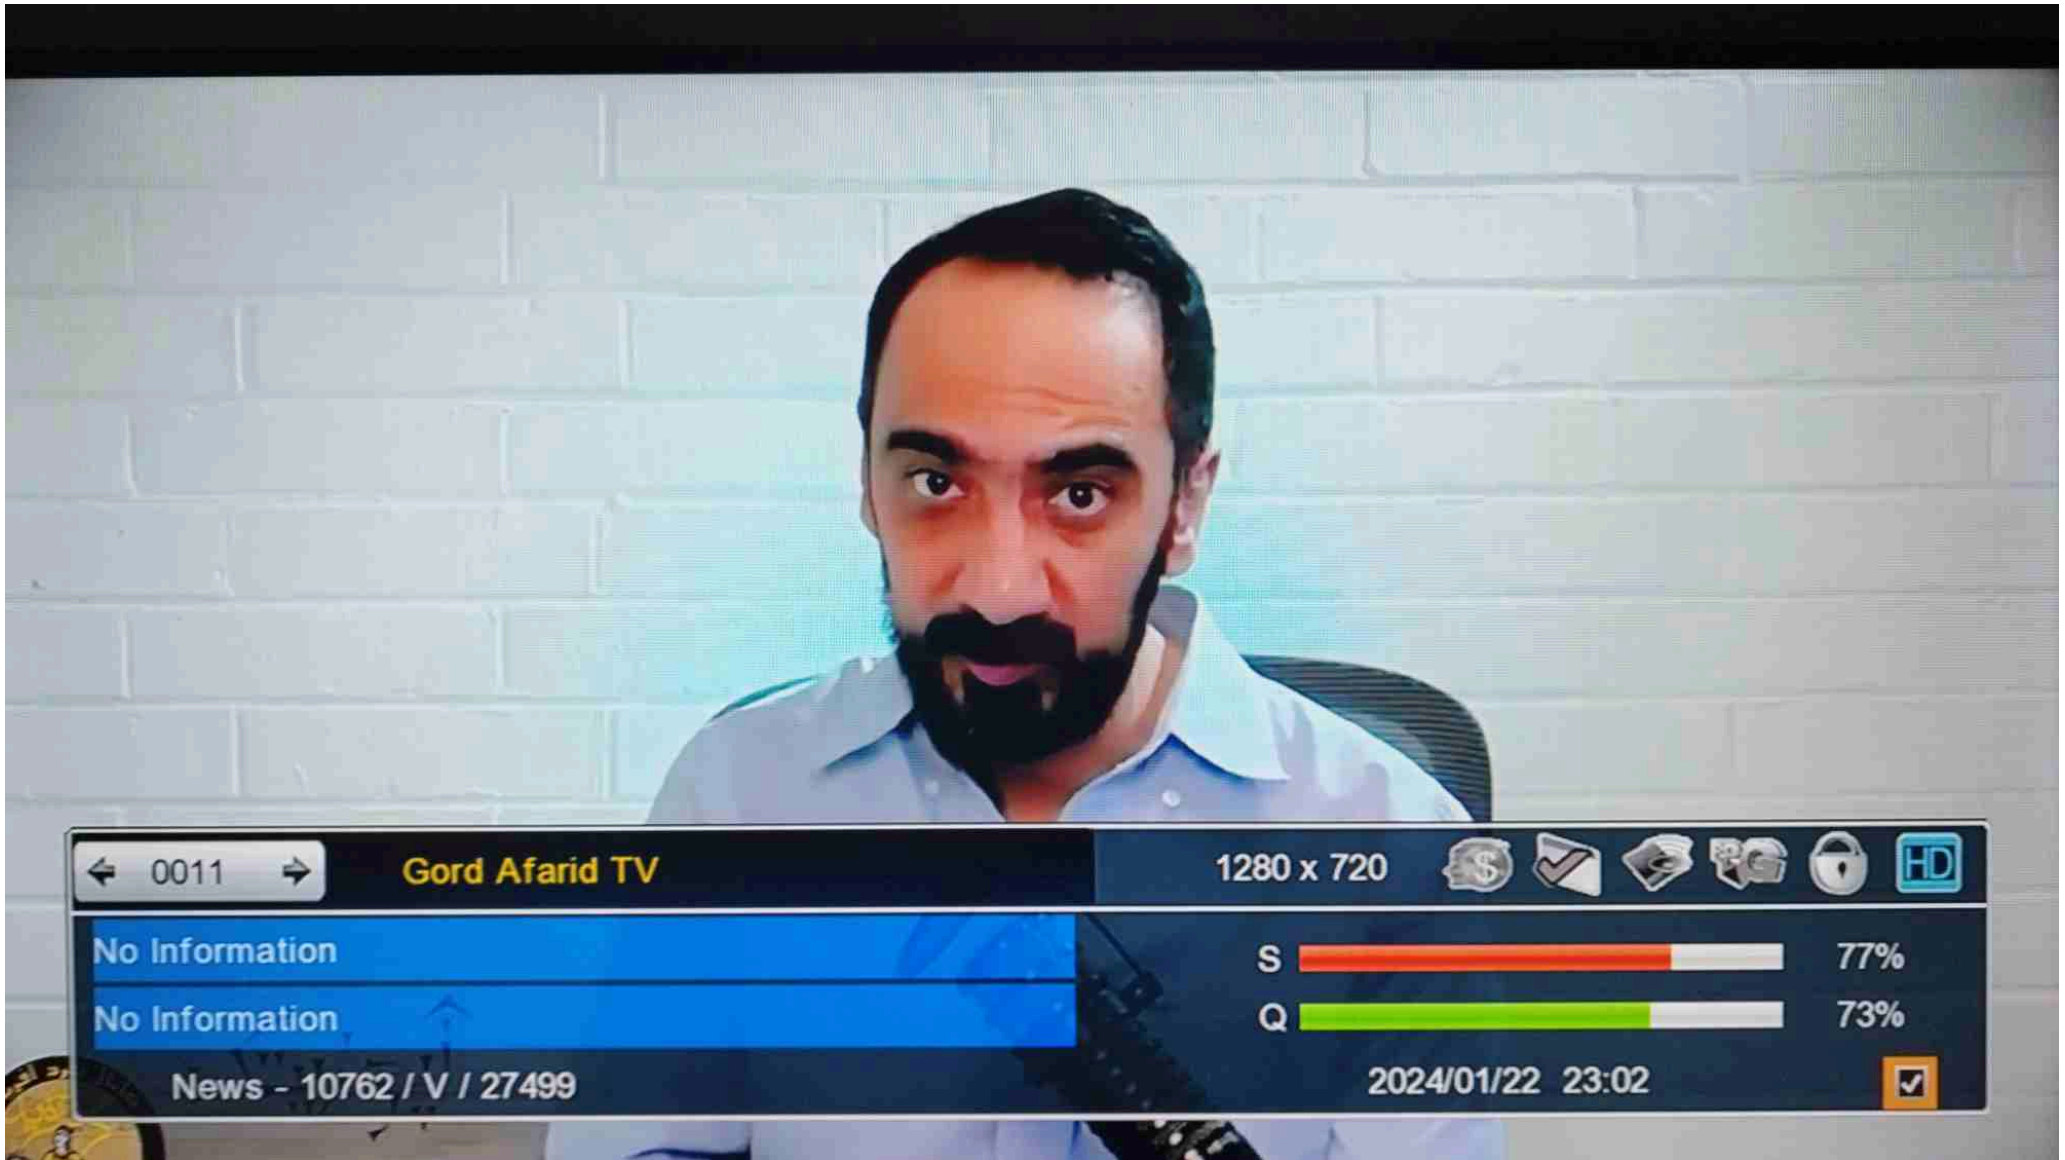 0011
Gord Afarid TV
1280 x 720
HD
No Information
S
77%
No Information
Q
73%
News - 10762 / V / 27499
2024/01/22 23:02